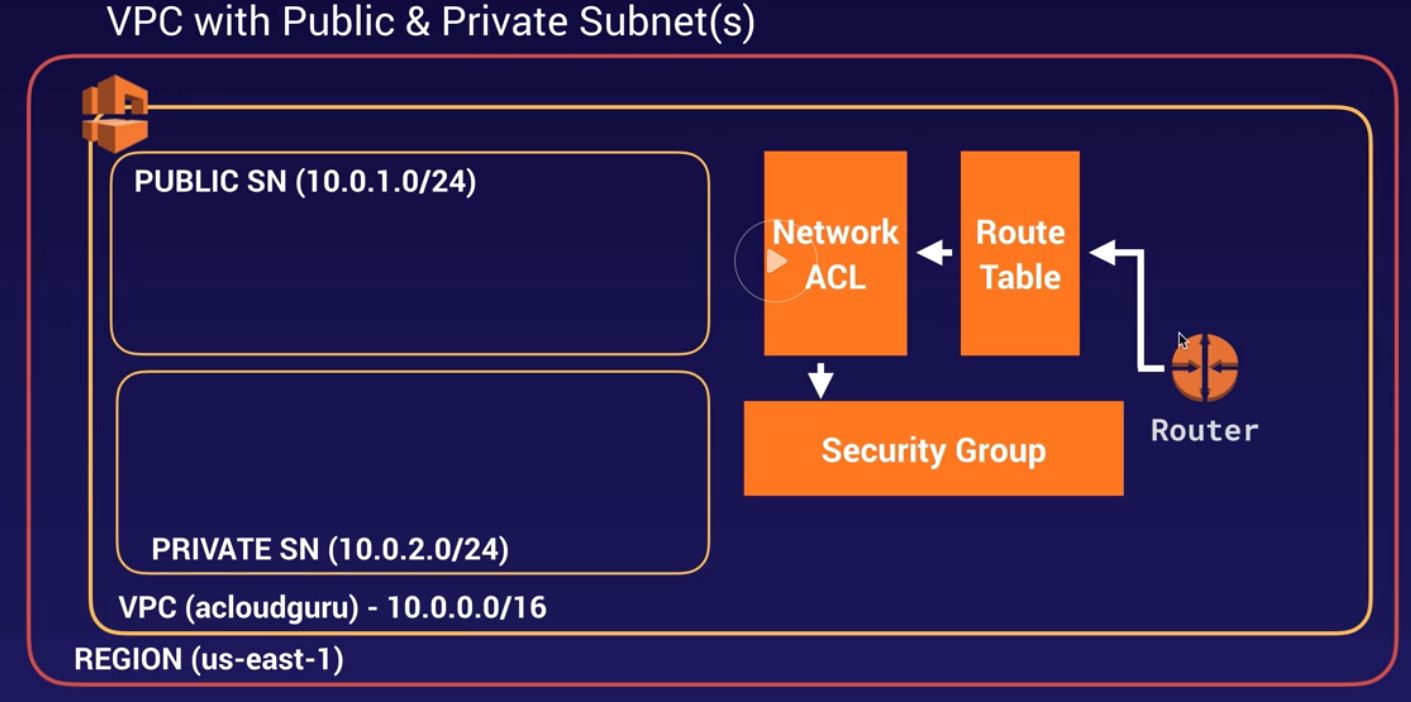 VPC with Public & Private Subnet(s)
PUBLIC SN (10.0.1.0/24)
Network
ACL
Route
Table
Router
Security Group
PRIVATE SN (10.0.2.0/24)
VPC (acloudguru) - 10.0.0.0/16
REGION (us-east-1)